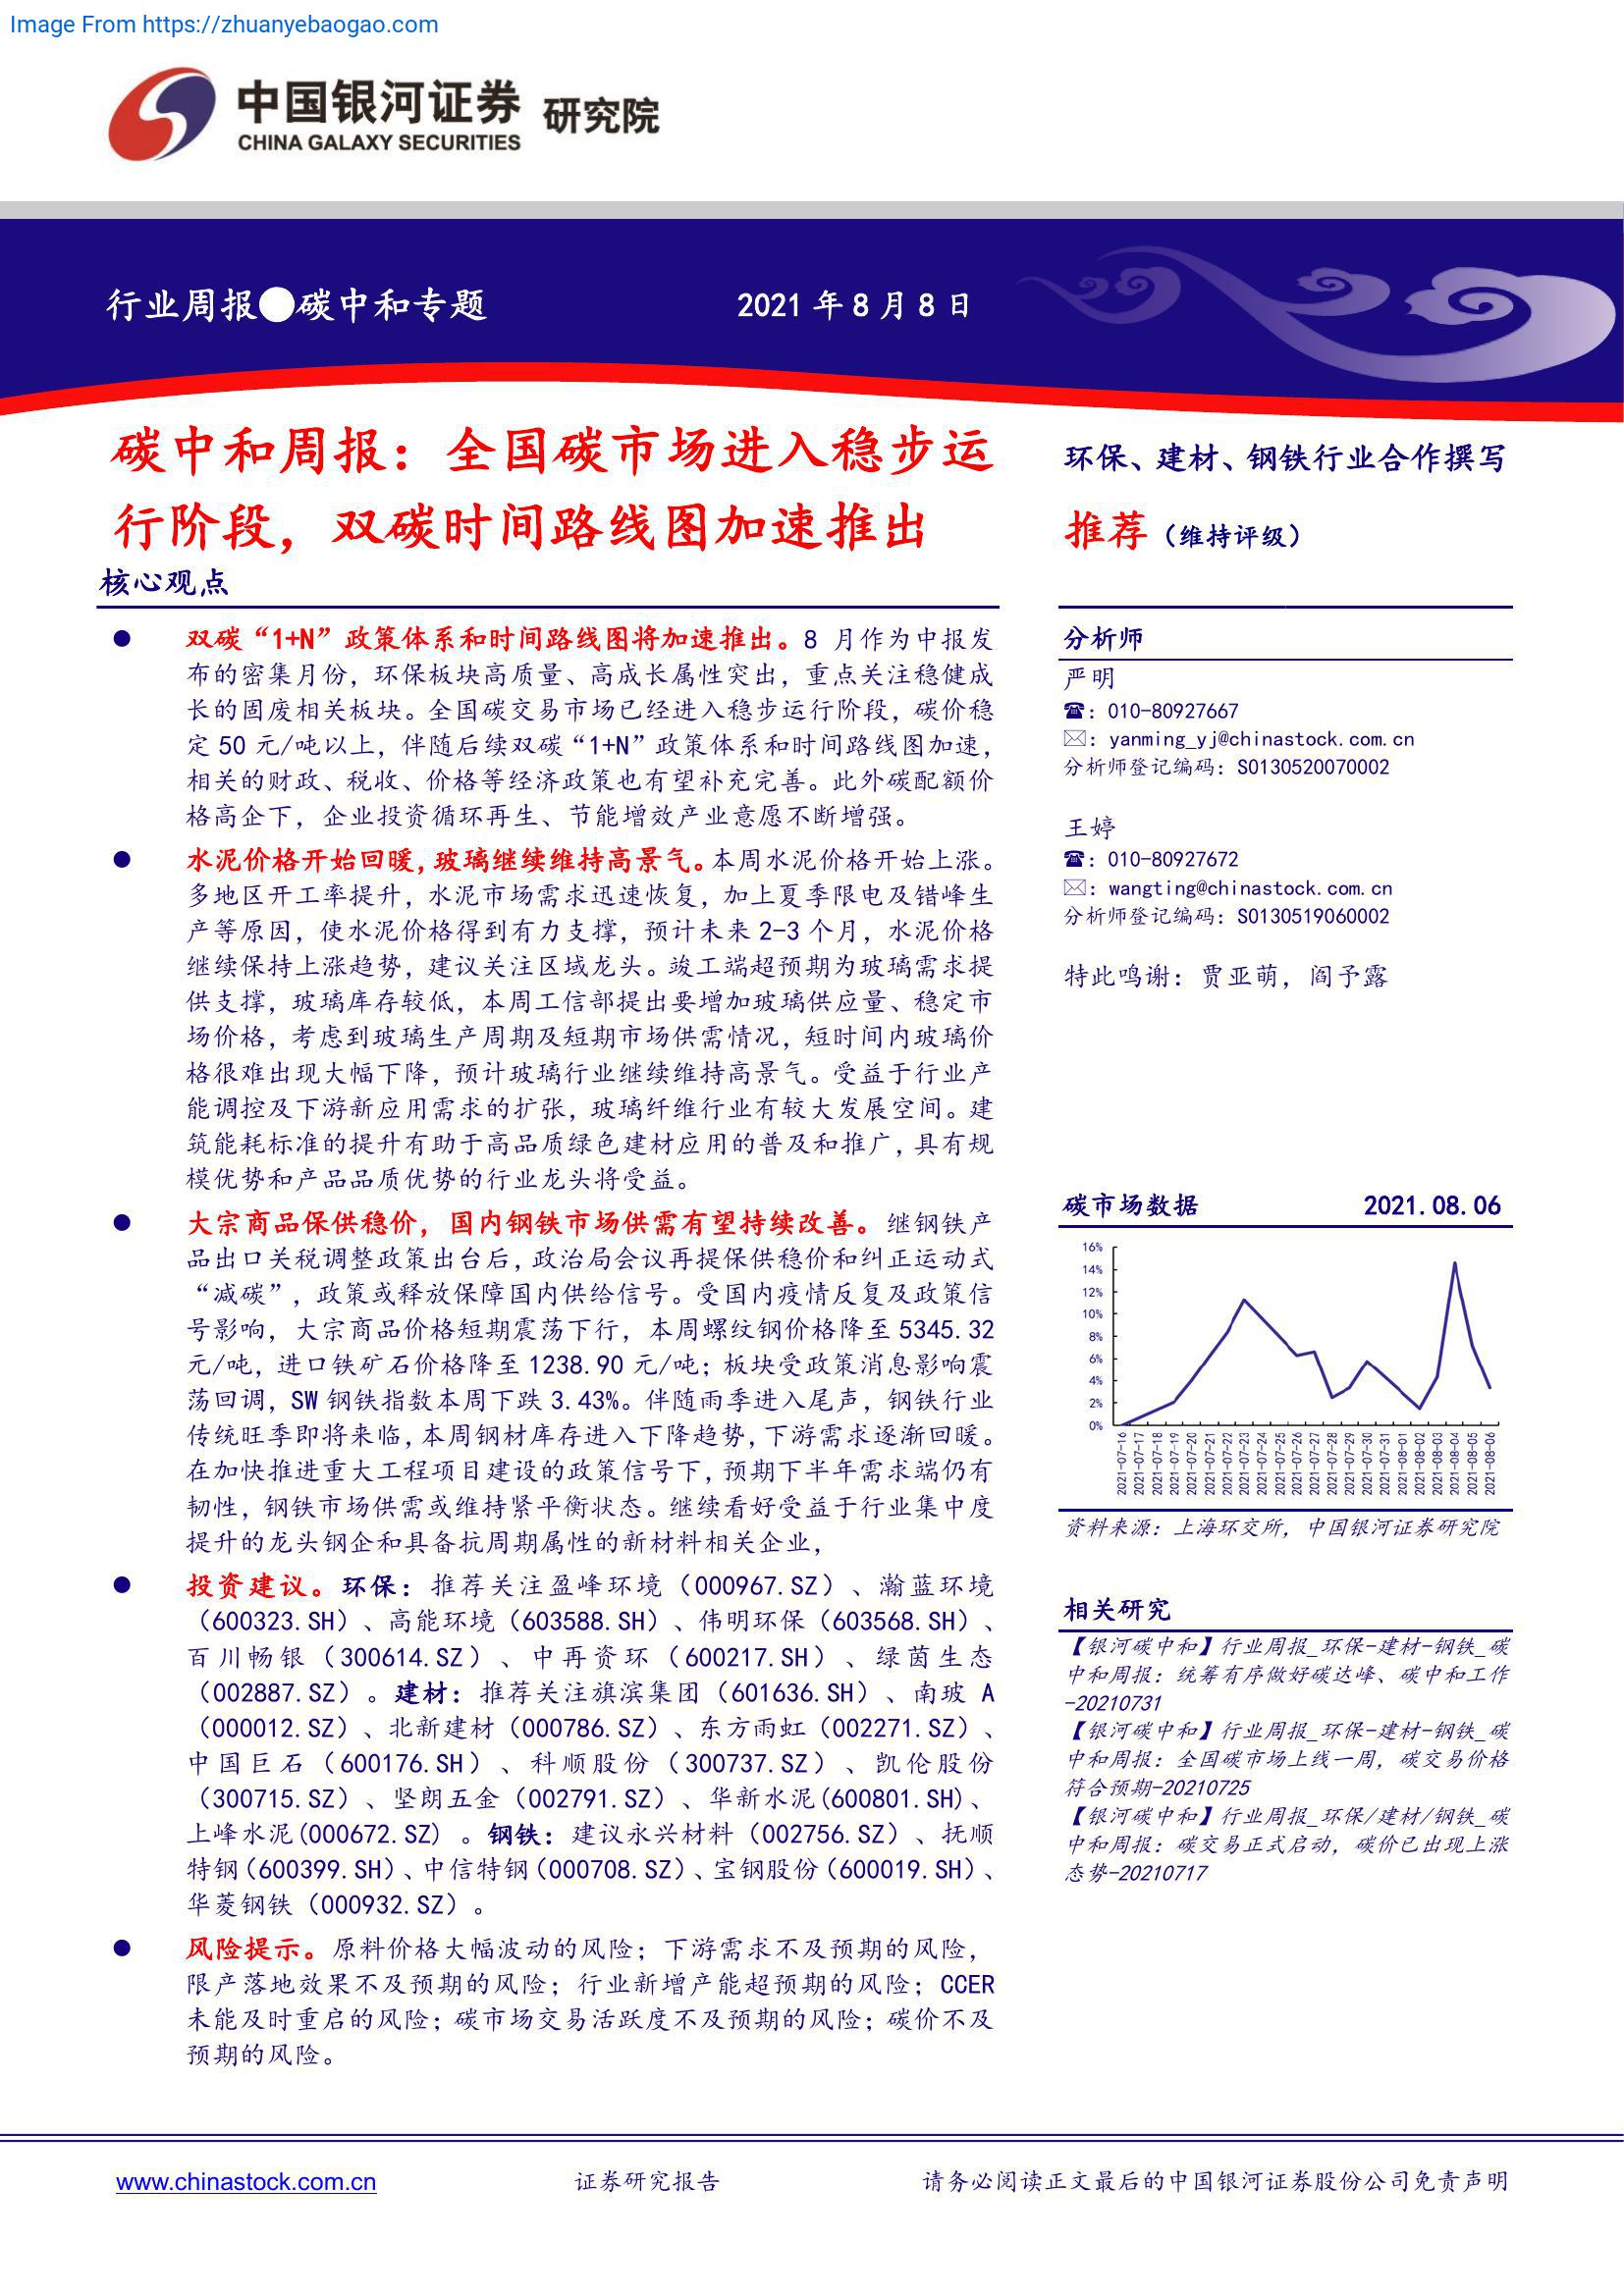 Image From https://zhuanyebaogao.com
中国银河证券 研究院
CHINA GALAXY SECURITIES
行业周报●碳中和专题
2021 年 8 月 8 日
碳中和周报：全国碳市场进入稳步运
行阶段，双碳时间路线图加速推出
核心观点
● 双碳“1+N”政策体系和时间路线图将加速推出。8 月作为中报发
布的密集月份，环保板块高质量、高成长属性突出，重点关注稳健成
长的固废相关板块。全国碳交易市场已经进入稳步运行阶段，碳价稳
定 50 元/吨以上，伴随后续双碳“1+N”政策体系和时间路线图加速，
相关的财政、税收、价格等经济政策也有望补充完善。此外碳配额价
格高企下，企业投资循环再生、节能增效产业意愿不断增强。
● 水泥价格开始回暖，玻璃继续维持高景气。本周水泥价格开始上涨。
多地区开工率提升，水泥市场需求迅速恢复，加上夏季限电及错峰生
产等原因，使水泥价格得到有力支撑，预计未来 2-3 个月，水泥价格
继续保持上涨趋势，建议关注区域龙头。竣工端超预期为玻璃需求提
供支撑，玻璃库存较低，本周工信部提出要增加玻璃供应量、稳定市
场价格，考虑到玻璃生产周期及短期市场供需情况，短时间内玻璃价
格很难出现大幅下降，预计玻璃行业继续维持高景气。受益于行业产
能调控及下游新应用需求的扩张，玻璃纤维行业有较大发展空间。建
筑能耗标准的提升有助于高品质绿色建材应用的普及和推广，具有规
模优势和产品品质优势的行业龙头将受益。
● 大宗商品保供稳价，国内钢铁市场供需有望持续改善。继钢铁产
品出口关税调整政策出台后，政治局会议再提保供稳价和纠正运动式
“减碳”，政策或释放保障国内供给信号。受国内疫情反复及政策信
号影响，大宗商品价格短期震荡下行，本周螺纹钢价格降至 5345.32
元/吨，进口铁矿石价格降至 1238.90 元/吨；板块受政策消息影响震
荡回调，SW 钢铁指数本周下跌 3.43%。伴随雨季进入尾声，钢铁行业
传统旺季即将来临，本周钢材库存进入下降趋势，下游需求逐渐回暖。
在加快推进重大工程项目建设的政策信号下，预期下半年需求端仍有
韧性，钢铁市场供需或维持紧平衡状态。继续看好受益于行业集中度
提升的龙头钢企和具备抗周期属性的新材料相关企业，
● 投资建议。环保：推荐关注盈峰环境（000967.SZ）、瀚蓝环境
（600323.SH）、高能环境（603588.SH）、伟明环保（603568.SH）、
百川畅银（300614.SZ）、中再资环（600217.SH）、绿茵生态
（002887.SZ）。建材：推荐关注旗滨集团（601636.SH）、南玻 A
（000012.SZ）、北新建材（000786.SZ）、东方雨虹（002271.SZ）、
中国巨石（600176.SH）、科顺股份（300737.SZ）、凯伦股份
（300715.SZ）、坚朗五金（002791.SZ）、华新水泥(600801.SH)、
上峰水泥(000672.SZ) 。钢铁：建议永兴材料（002756.SZ）、抚顺
特钢（600399.SH）、中信特钢（000708.SZ）、宝钢股份（600019.SH）、
华菱钢铁（000932.SZ）。
● 风险提示。原料价格大幅波动的风险；下游需求不及预期的风险，
限产落地效果不及预期的风险；行业新增产能超预期的风险；CCER
未能及时重启的风险；碳市场交易活跃度不及预期的风险；碳价不及
预期的风险。
环保、建材、钢铁行业合作撰写
推荐（维持评级）
分析师
严明
☎：010-80927667
✉：yanming_yj@chinastock.com.cn
分析师登记编码：S0130520070002
王婷
☎：010-80927672
✉：wangting@chinastock.com.cn
分析师登记编码：S0130519060002
特此鸣谢：贾亚萌，阎予露
碳市场数据 2021.08.06
16%
14%
12%
10%
8%
6%
4%
2%
0%
2021-07-16
2021-07-17
2021-07-18
2021-07-19
2021-07-20
2021-07-21
2021-07-22
2021-07-23
2021-07-24
2021-07-25
2021-07-26
2021-07-27
2021-07-28
2021-07-29
2021-07-30
2021-07-31
2021-08-01
2021-08-02
2021-08-03
2021-08-04
2021-08-05
2021-08-06
资料来源：上海环交所，中国银河证券研究院
相关研究
【银河碳中和】行业周报_环保-建材-钢铁_碳
中和周报：统筹有序做好碳达峰、碳中和工作
-20210731
【银河碳中和】行业周报_环保-建材-钢铁_碳
中和周报：全国碳市场上线一周，碳交易价格
符合预期-20210725
【银河碳中和】行业周报_环保/建材/钢铁_碳
中和周报：碳交易正式启动，碳价已出现上涨
态势-20210717
www.chinastock.com.cn
证券研究报告
请务必阅读正文最后的中国银河证券股份公司免责声明